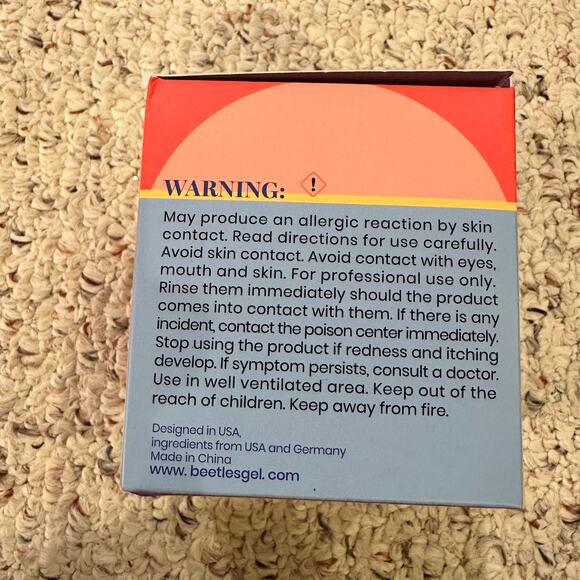 WARNING: !
May produce an allergic reaction by skin
contact. Read directions for use carefully.
Avoid skin contact. Avoid contact with eyes,
mouth and skin. For professional use only.
Rinse them immediately should the product
comes into contact with them. If there is any
incident, contact the poison center immediately.
Stop using the product if redness and itching
develop. If symptom persists, consult a doctor.
Use in well ventilated area. Keep out of the
reach of children. Keep away from fire.
Designed in USA,
ingredients from USA and Germany
Made in China
www. beetlesgel. com